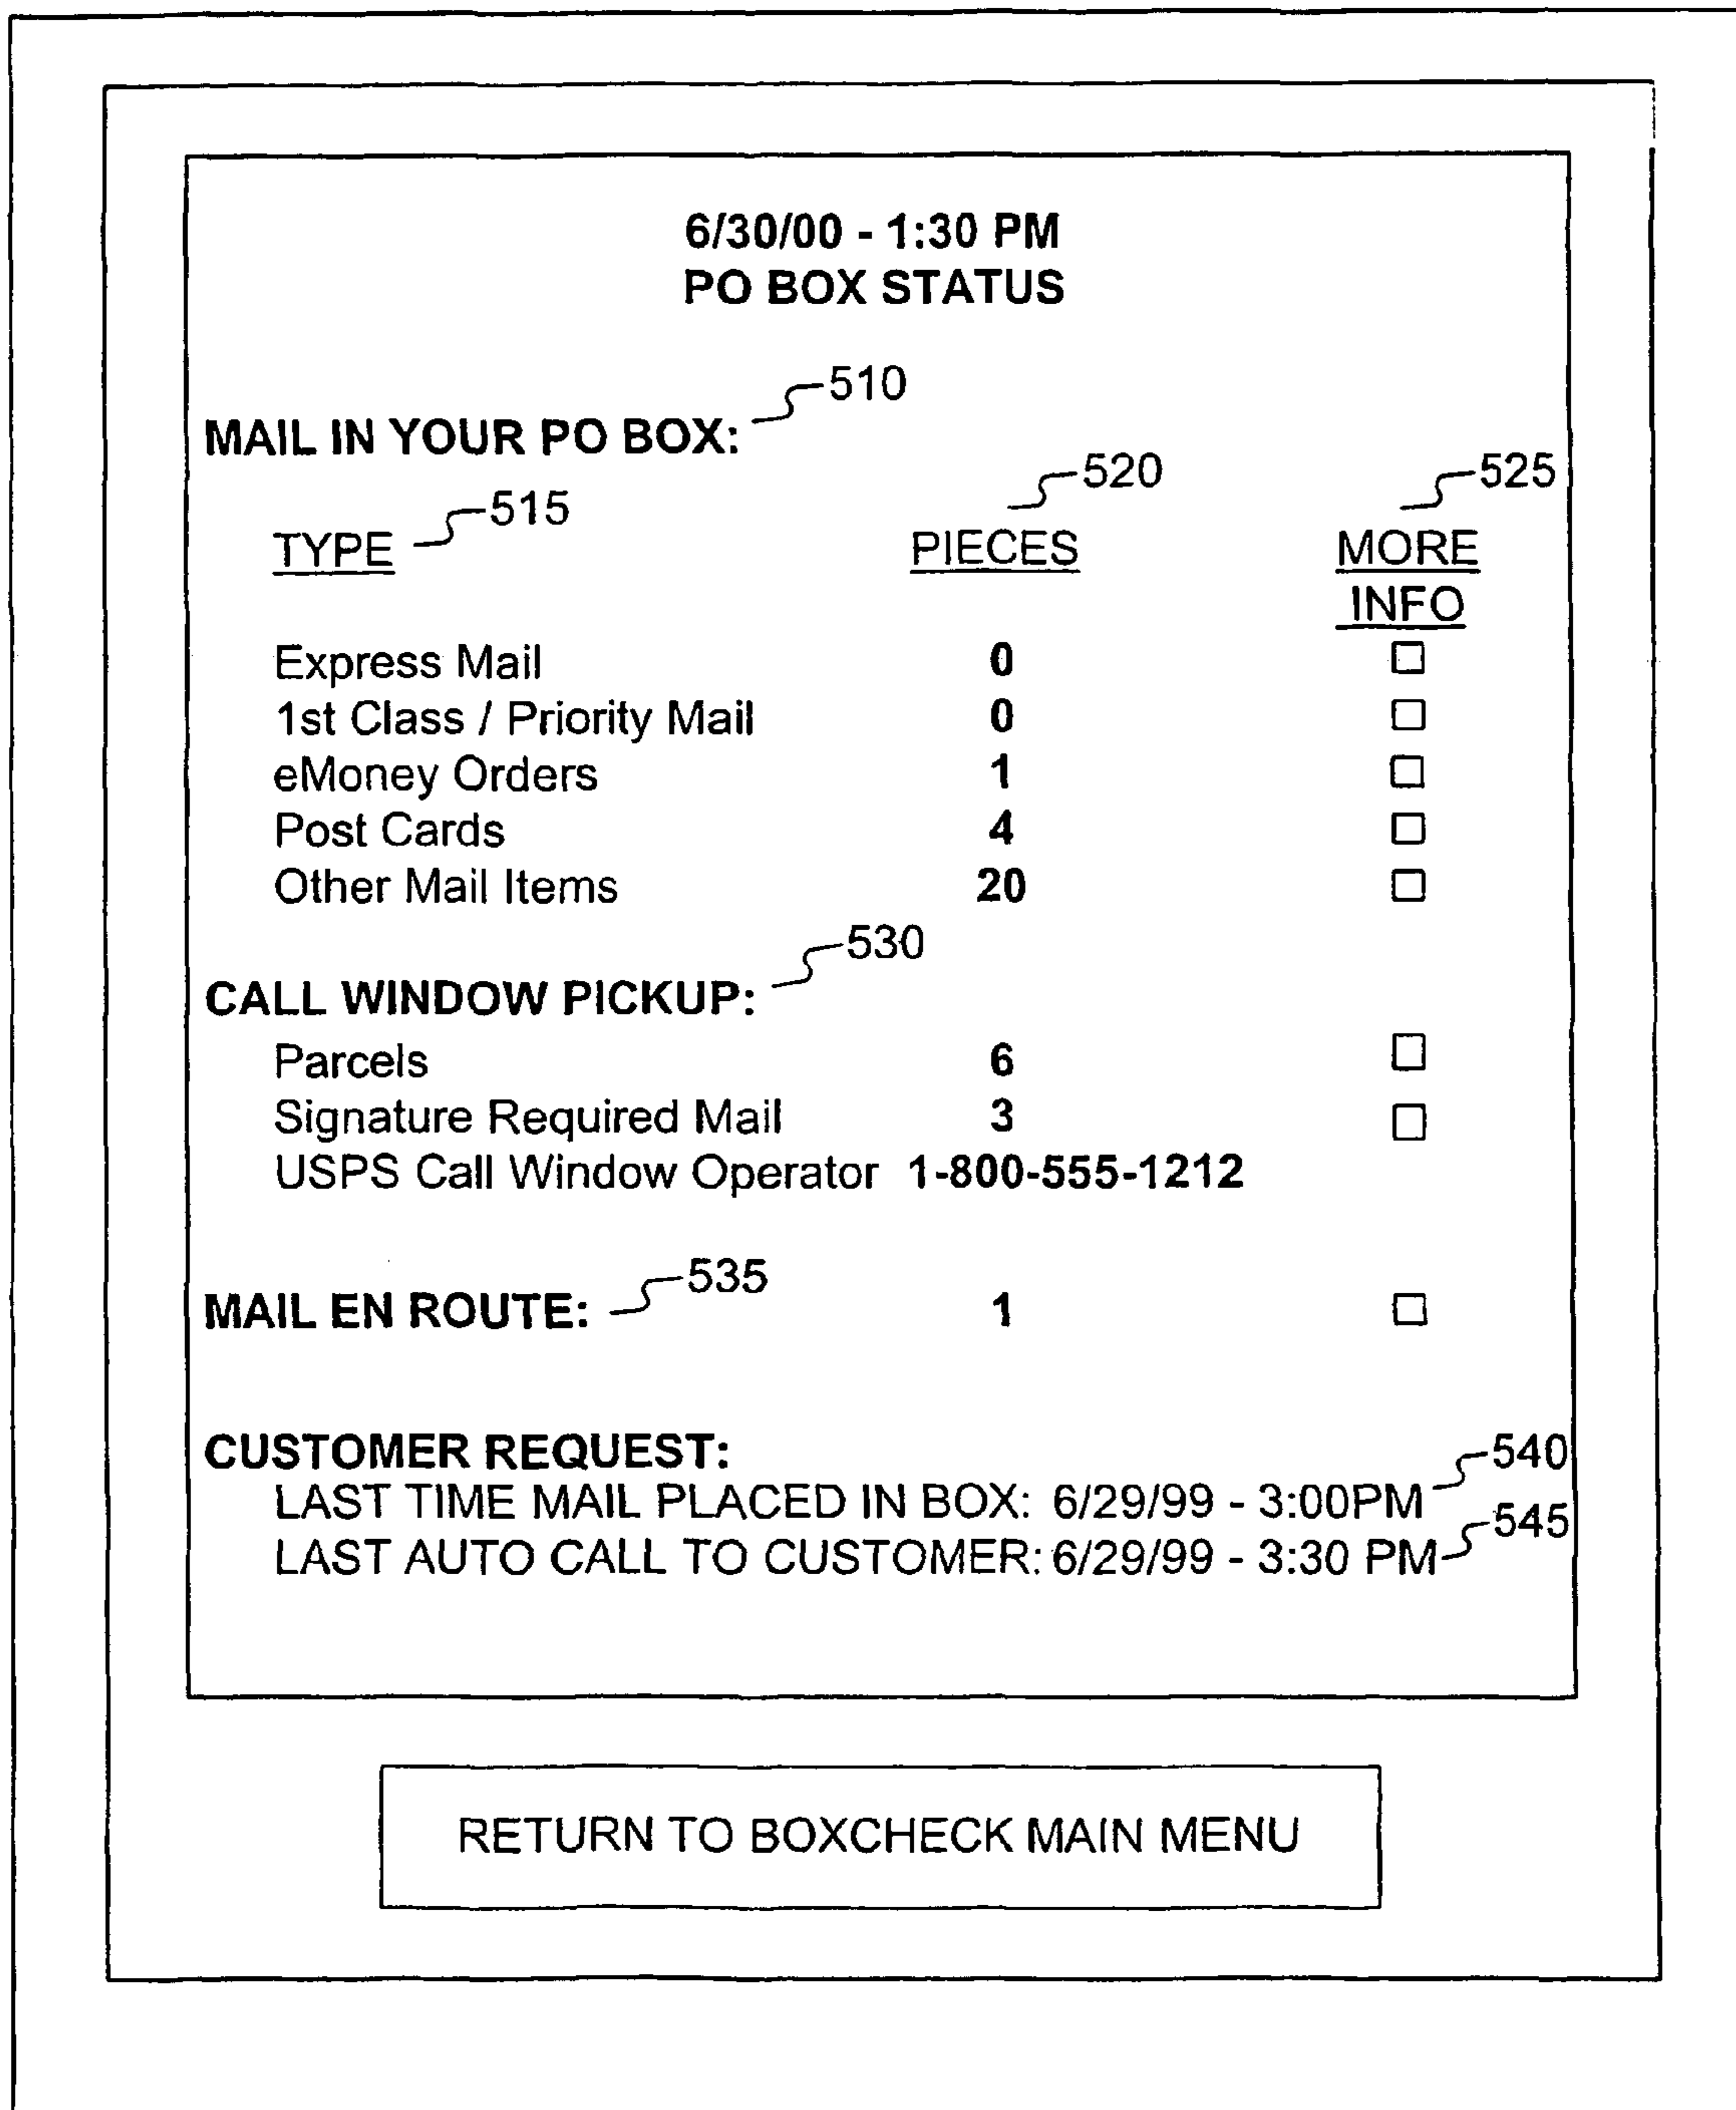 6/30/00 - 1:30 PM
PO BOX STATUS
510
MAIL IN YOUR PO BOX:
515 520 525
TYPE PIECES MORE
INFO
Express Mail 0
1st Class / Priority Mail 0
eMoney Orders 1
Post Cards 4
Other Mail Items 20
530
CALL WINDOW PICKUP:
Parcels 6
Signature Required Mail 3
USPS Call Window Operator 1-800-555-1212
535
MAIL EN ROUTE: 1
CUSTOMER REQUEST:
540
LAST TIME MAIL PLACED IN BOX: 6/29/99 - 3:00PM
545
LAST AUTO CALL TO CUSTOMER: 6/29/99 - 3:30 PM
RETURN TO BOXCHECK MAIN MENU